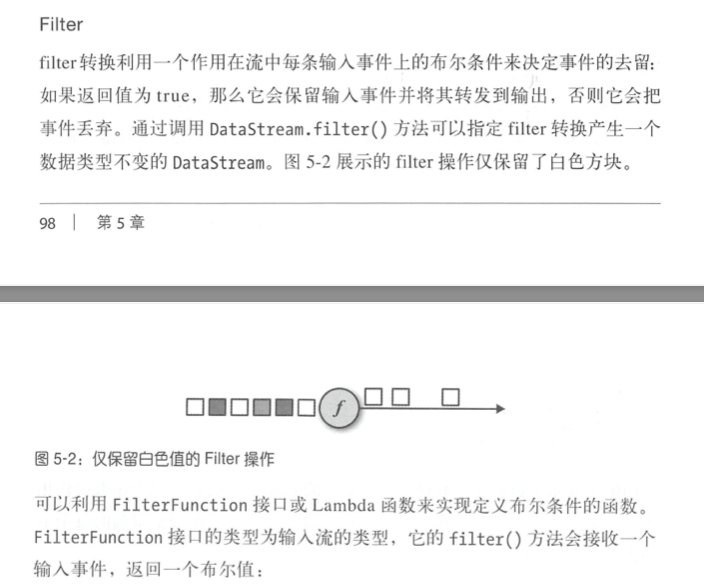 Filter
filter转换利用一个作用在流中每条输入事件上的布尔条件来决定事件的去留：
如果返回值为 true，那么它会保留输入事件并将其转发到输出，否则它会把
事件丢弃。通过调用 DataStream.filter() 方法可以指定 filter 转换产生一个
数据类型不变的 DataStream。图 5-2 展示的 filter 操作仅保留了白色方块。
98 | 第 5 章
f
图 5-2：仅保留白色值的 Filter 操作
可以利用 FilterFunction 接口或 Lambda 函数来实现定义布尔条件的函数。
FilterFunction 接口的类型为输入流的类型，它的 filter() 方法会接收一个
输入事件，返回一个布尔值：